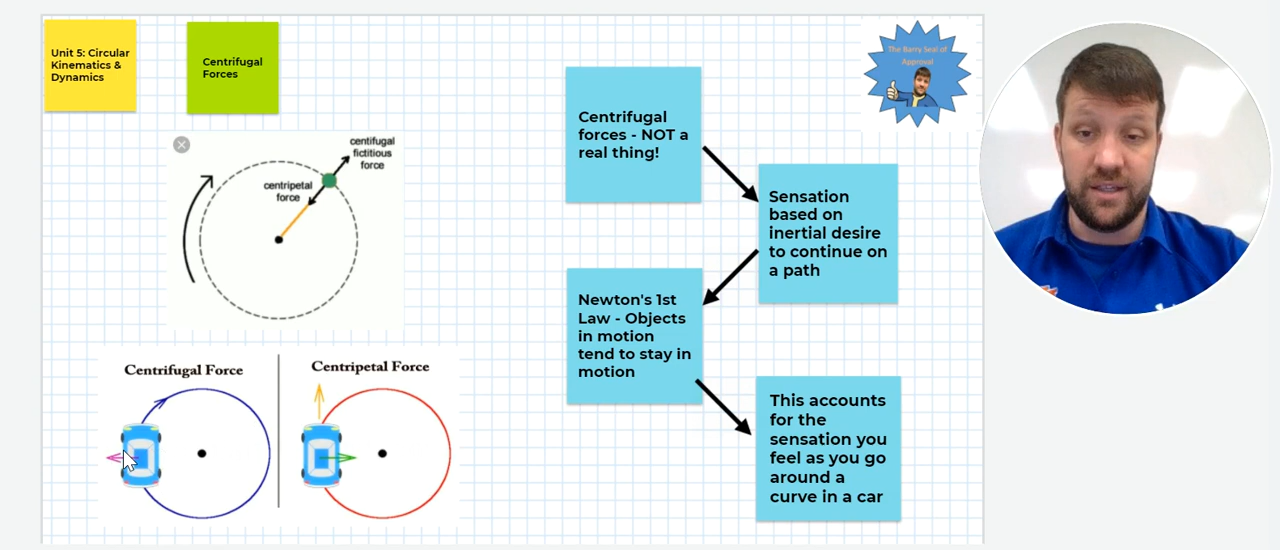 Unit 5: Circular
Kinematics &
Dynamics
Centrifugal
Forces
centifugal
fictitious
force
centripetal
force
Centrifugal Force
Centripetal Force
Centrifugal
forces - NOT a
real thing!
Sensation
based on
inertial desire
to continue on
a path
Newton's 1st
Law - Objects
in motion
tend to stay in
motion
This accounts
for the
sensation you
feel as you go
around a
curve in a car
The Barry Seal of
Approval